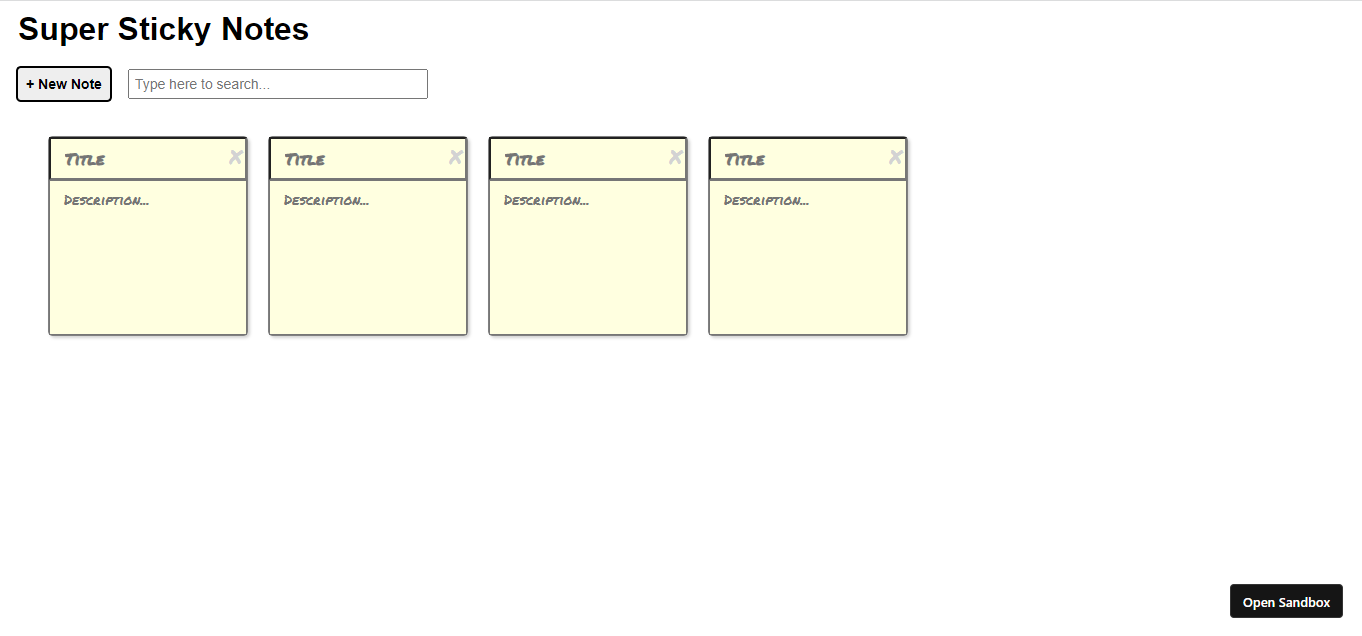 Super Sticky Notes
+ New Note
Type here to search...
Title x Title x Title x Title x
Description... Description... Description... Description...
Open Sandbox